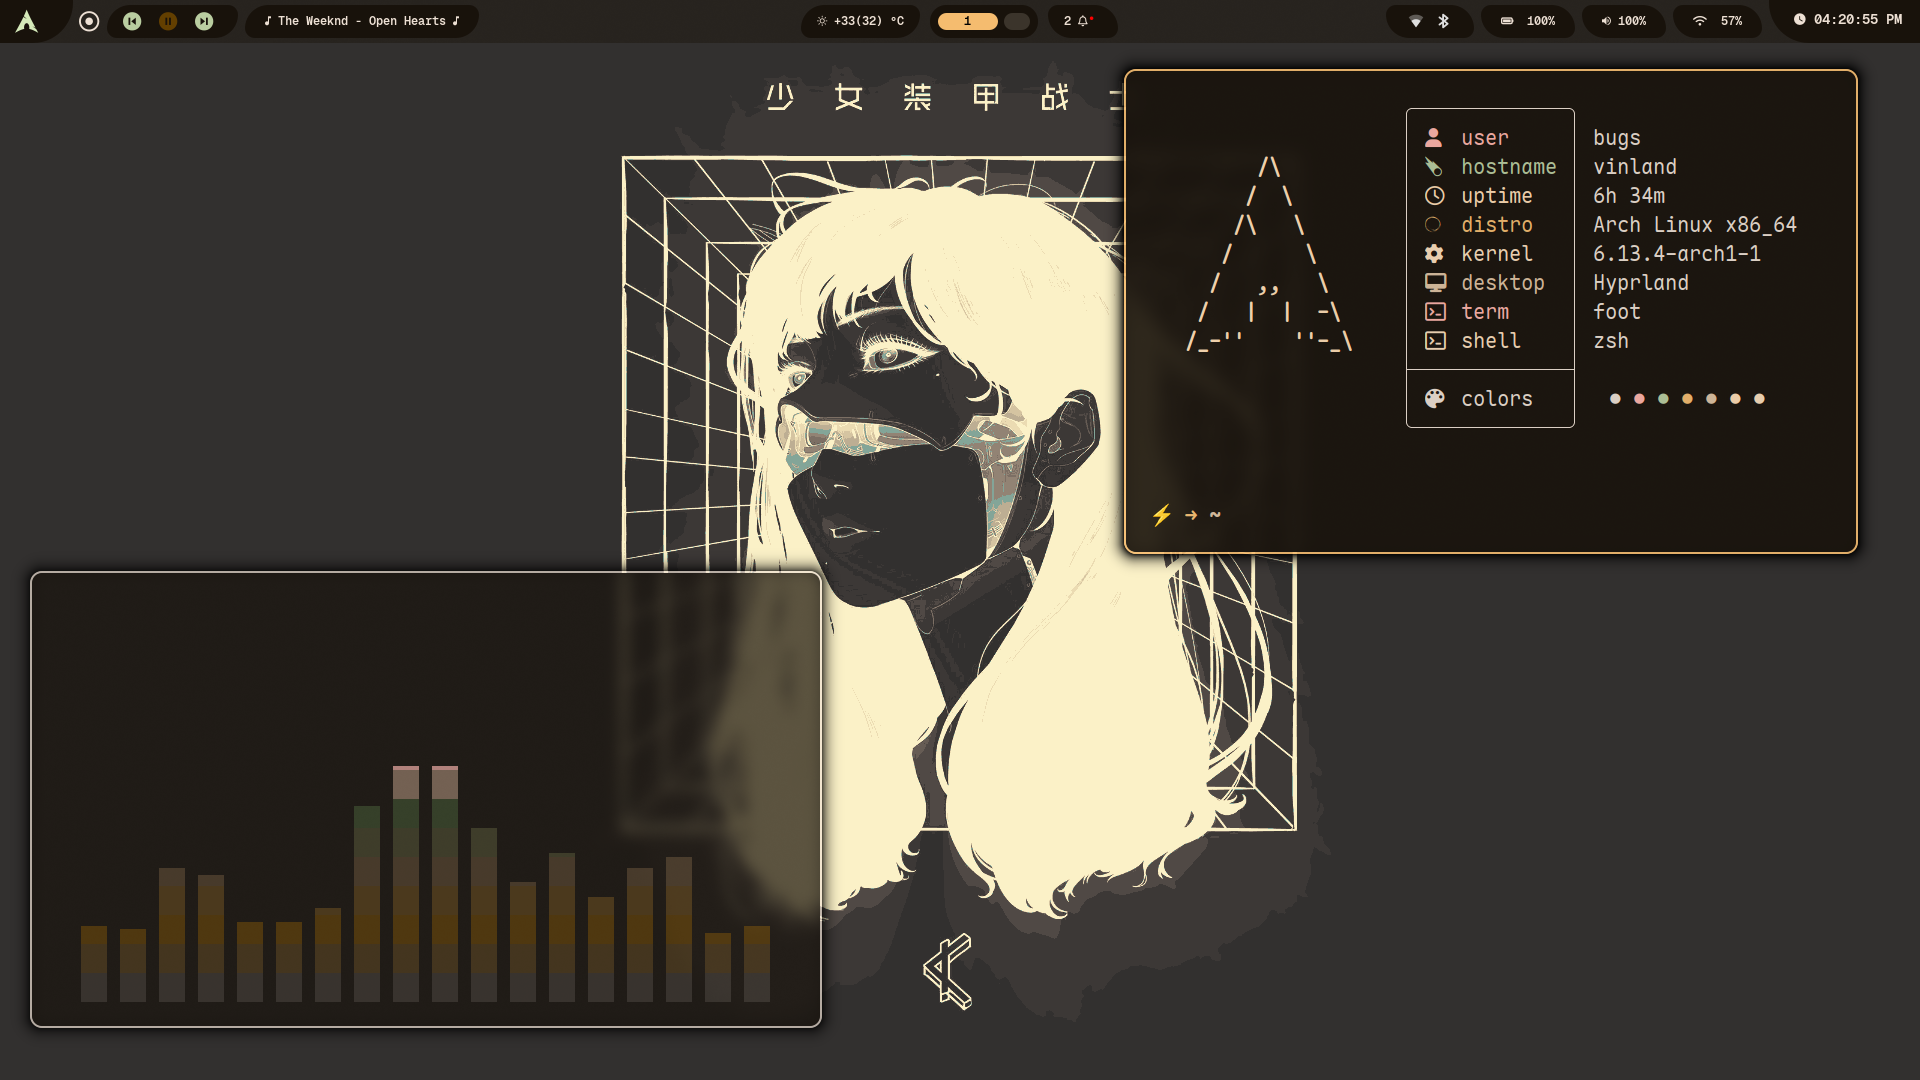 ♪ The Weeknd - Open Hearts ♪
+33(32) °C
1
2
100%
100%
57%
04:20:55 PM
少女装甲战
user bugs
hostname vinland
uptime 6h 34m
distro Arch Linux x86_64
kernel 6.13.4-arch1-1
desktop Hyprland
term foot
shell zsh
colors
⚡ → ~